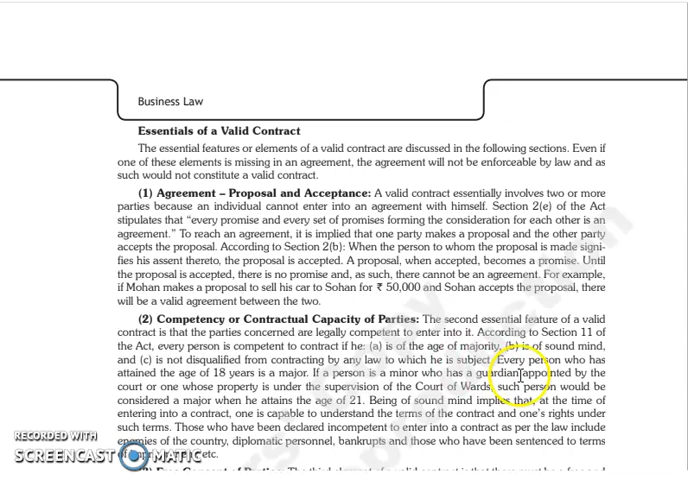 Business Law
Essentials of a Valid Contract
The essential features or elements of a valid contract are discussed in the following sections. Even if
one of these elements is missing in an agreement, the agreement will not be enforceable by law and as
such would not constitute a valid contract.
(1) Agreement – Proposal and Acceptance: A valid contract essentially involves two or more
parties because an individual cannot enter into an agreement with himself. Section 2(e) of the Act
stipulates that “every promise and every set of promises forming the consideration for each other is an
agreement.” To reach an agreement, it is implied that one party makes a proposal and the other party
accepts the proposal. According to Section 2(b): When the person to whom the proposal is made signi-
fies his assent thereto, the proposal is accepted. A proposal, when accepted, becomes a promise. Until
the proposal is accepted, there is no promise and, as such, there cannot be an agreement. For example,
if Mohan makes a proposal to sell his car to Sohan for ₹ 50,000 and Sohan accepts the proposal, there
will be a valid agreement between the two.
(2) Competency or Contractual Capacity of Parties: The second essential feature of a valid
contract is that the parties concerned are legally competent to enter into it. According to Section 11 of
the Act, every person is competent to contract if he: (a) is of the age of majority, (b) is of sound mind,
and (c) is not disqualified from contracting by any law to which he is subject. Every person who has
attained the age of 18 years is a major. If a person is a minor who has a guardian appointed by the
court or one whose property is under the supervision of the Court of Wards, such person would be
considered a major when he attains the age of 21. Being of sound mind implies that, at the time of
entering into a contract, one is capable to understand the terms of the contract and one’s rights under
such terms. Those who have been declared incompetent to enter into a contract as per the law include
enemies of the country, diplomatic personnel, bankrupts and those who have been sentenced to terms
of etc.
RECORDED WITH
SCREENCAST MATIC